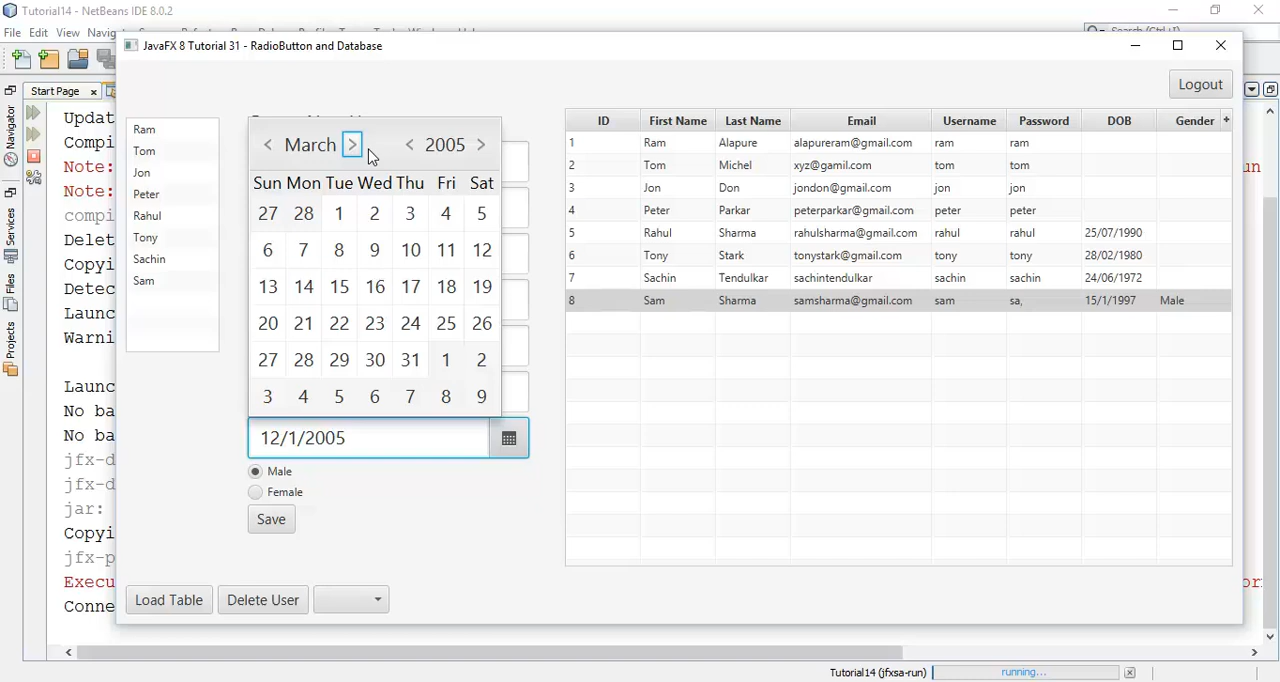 Tutorial14 - NetBeans IDE 8.0.2
File Edit View
JavaFX 8 Tutorial 31 - RadioButton and Database
Logout
Start Page
Navigator
Services
Files
Projects
Updat
Compi
Note:
Note:
compi
Delet
Copyi
Detec
Launc
Warni
Launc
No ba
No ba
jfx-d
jfx-d
jar:
Copyi
jfx-p
Execu
Conne
Ram
Tom
Jon
Peter
Rahul
Tony
Sachin
Sam
< March > < 2005 >
Sun Mon Tue Wed Thu Fri Sat
27 28 1 2 3 4 5
6 7 8 9 10 11 12
13 14 15 16 17 18 19
20 21 22 23 24 25 26
27 28 29 30 31 1 2
3 4 5 6 7 8 9
12/1/2005
Male
Female
Save
Load Table Delete User
ID First Name Last Name Email Username Password DOB Gender +
1 Ram Alapure alapureram@gmail.com ram ram
2 Tom Michel xyz@gamil.com tom tom
3 Jon Don jondon@gmail.com jon jon
4 Peter Parkar peterparkar@gmail.com peter peter
5 Rahul Sharma rahulsharma@gmail.com rahul rahul 25/07/1990
6 Tony Stark tonystark@gmail.com tony tony 28/02/1980
7 Sachin Tendulkar sachintendulkar sachin sachin 24/06/1972
8 Sam Sharma samsharma@gmail.com sam sa, 15/1/1997 Male
Tutorial14 (jfxsa-run) running...